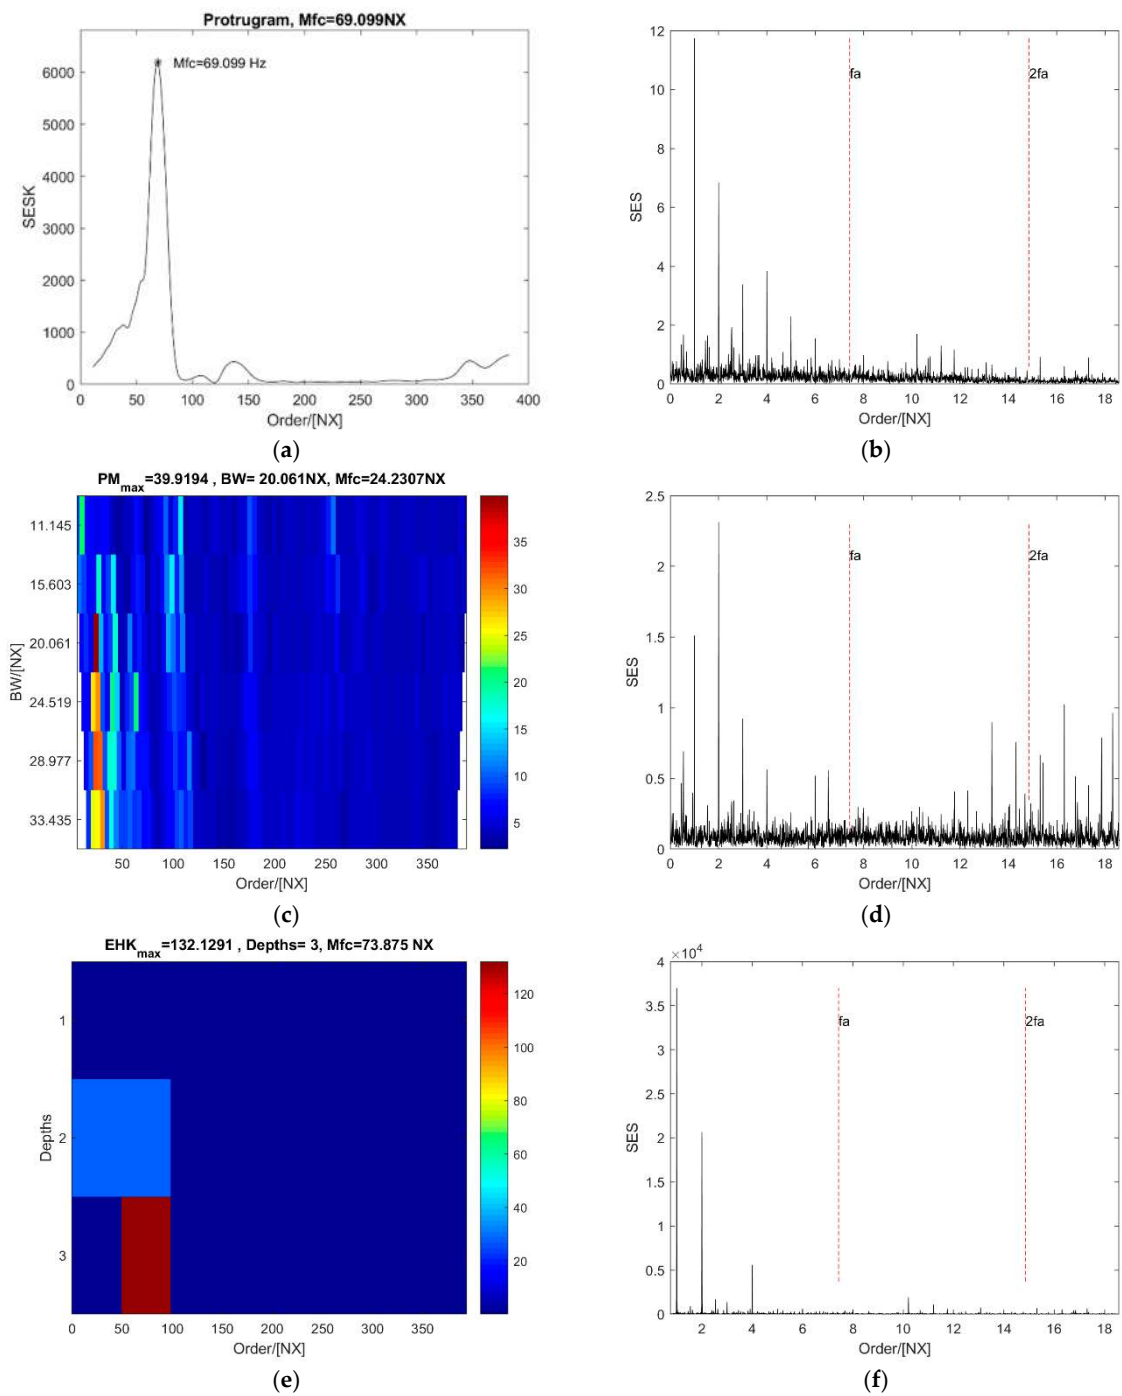 Protrugram, Mfc=69.099NX
Mfc=69.099 Hz
6000
5000
4000
3000
2000
1000
0
SESK
0 50 100 150 200 250 300 350 400
Order/[NX]
(a)
12
10
8
6
4
2
0
SES
fa
2fa
0 2 4 6 8 10 12 14 16 18
Order/[NX]
(b)
PMmax=39.9194 , BW= 20.061NX, Mfc=24.2307NX
11.145
15.603
20.061
24.519
28.977
33.435
BW/[NX]
50 100 150 200 250 300 350
Order/[NX]
35
30
25
20
15
10
5
(c)
2.5
2
1.5
1
0.5
0
SES
fa
2fa
0 2 4 6 8 10 12 14 16 18
Order/[NX]
(d)
EHKmax=132.1291 , Depths= 3, Mfc=73.875 NX
1
2
3
Depths
0 50 100 150 200 250 300 350
Order/[NX]
120
100
80
60
40
20
(e)
×10^4
4
3.5
3
2.5
2
1.5
1
0.5
0
SES
fa
2fa
2 4 6 8 10 12 14 16 18
Order/[NX]
(f)